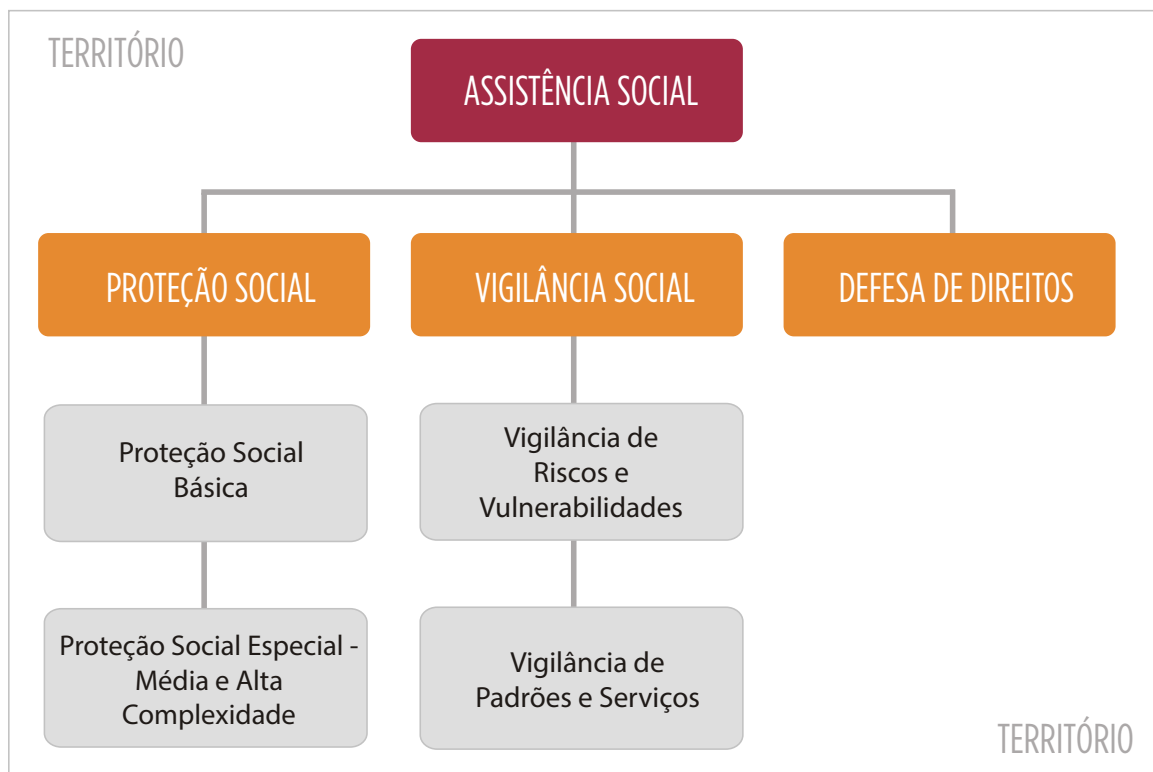 TERRITÓRIO
ASSISTÊNCIA SOCIAL
PROTEÇÃO SOCIAL
VIGILÂNCIA SOCIAL
DEFESA DE DIREITOS
Proteção Social
Básica
Vigilância de
Riscos e
Vulnerabilidades
Proteção Social Especial -
Média e Alta
Complexidade
Vigilância de
Padrões e Serviços
TERRITÓRIO